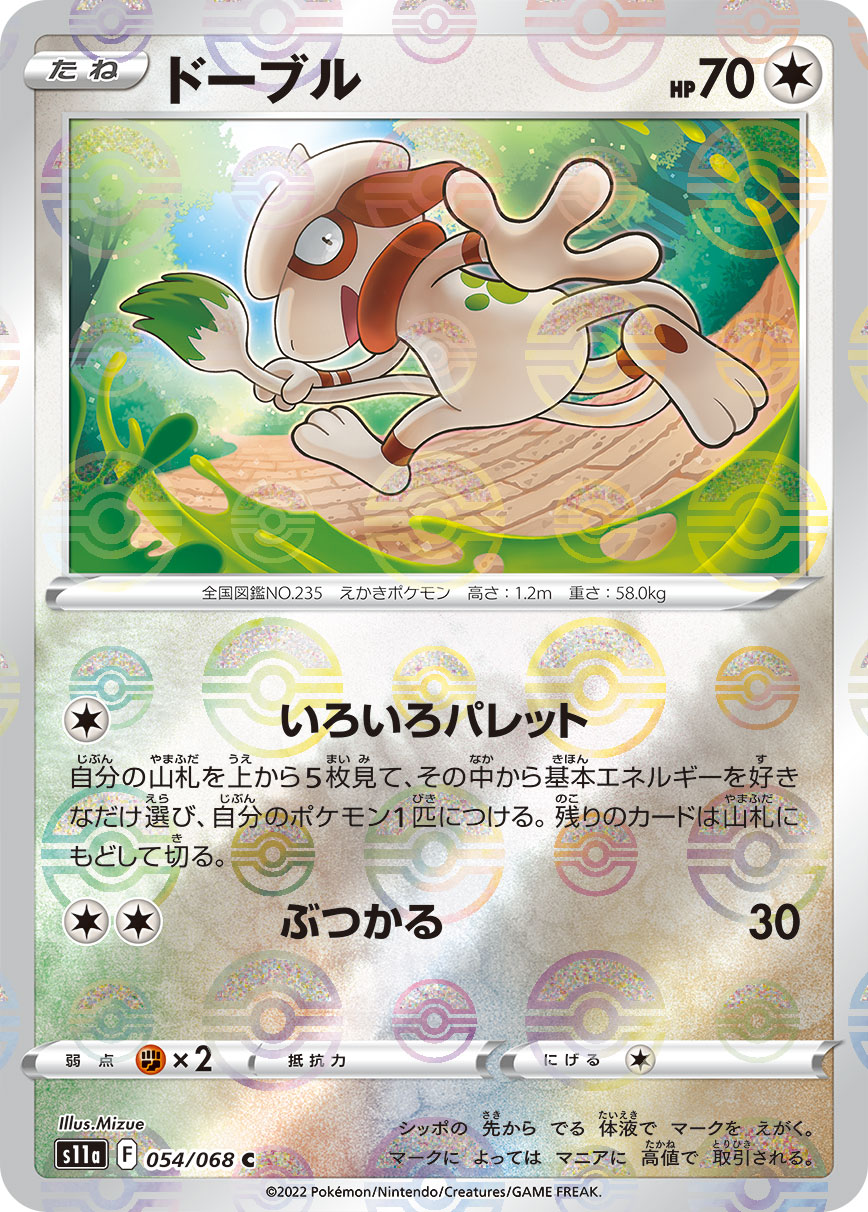 たね ドーブル HP70
全国図鑑NO.235 えかきポケモン 高さ:1.2m 重さ:58.0kg
いろいろパレット
自分の山札を上から5枚見て、その中から基本エネルギーを好き
なだけ選び、自分のポケモン1匹につける。残りのカードは山札に
もどして切る。
ぶつかる 30
弱点 ×2 抵抗力 にげる
Illus.Mizue
シッポの 先から でる 体液で マークを えがく。
マークに よっては マニアに 高値で 取引される。
s11a F 054/068 C
©2022 Pokémon/Nintendo/Creatures/GAME FREAK.